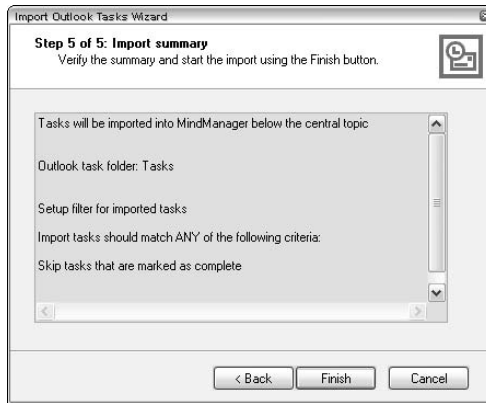 Import Outlook Tasks Wizard
Step 5 of 5: Import summary
Verify the summary and start the import using the Finish button.
Tasks will be imported into MindManager below the central topic
Outlook task folder: Tasks
Setup filter for imported tasks
Import tasks should match ANY of the following criteria:
Skip tasks that are marked as complete
< Back Finish Cancel